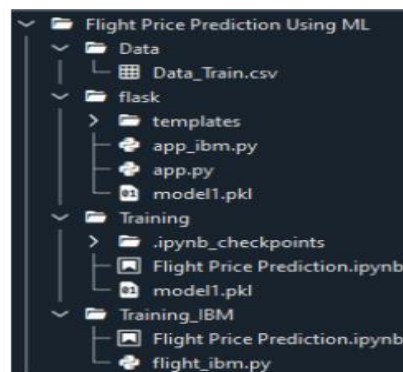 Flight Price Prediction Using ML
Data
Data_Train.csv
flask
templates
app_ibm.py
app.py
model1.pkl
Training
.ipynb_checkpoints
Flight Price Prediction.ipynb
model1.pkl
Training_IBM
Flight Price Prediction.ipynb
flight_ibm.py